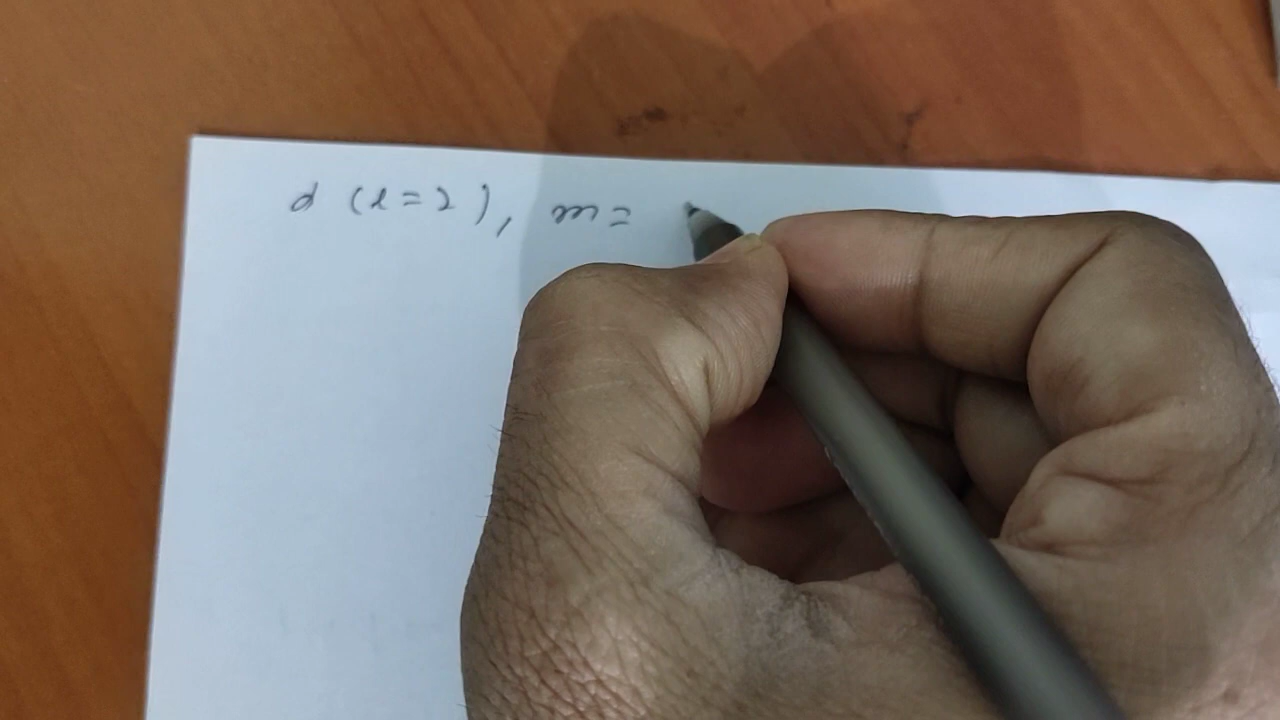 d (l=2), m=